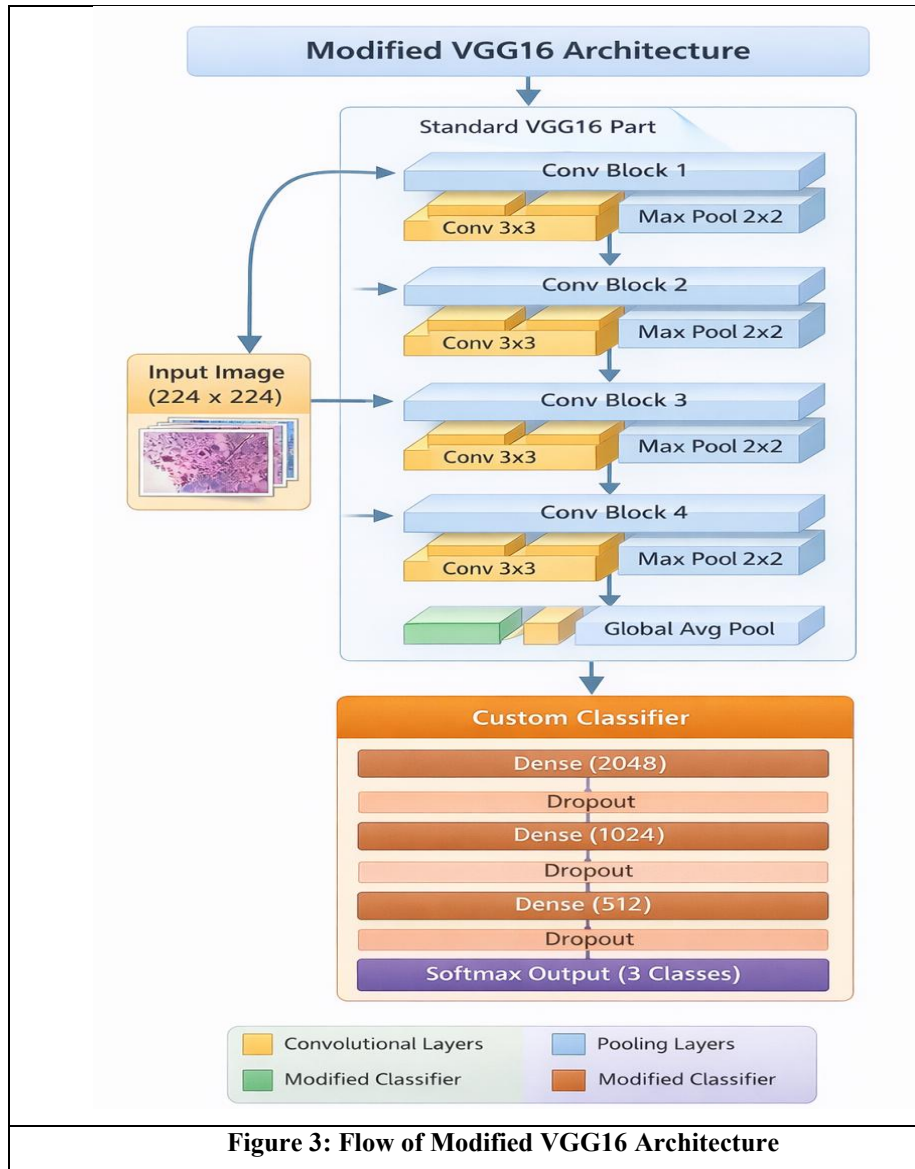 Modified VGG16 Architecture
Standard VGG16 Part
Conv Block 1
Conv 3x3
Max Pool 2x2
Conv Block 2
Conv 3x3
Max Pool 2x2
Input Image
(224 x 224)
Conv Block 3
Conv 3x3
Max Pool 2x2
Conv Block 4
Conv 3x3
Max Pool 2x2
Global Avg Pool
Custom Classifier
Dense (2048)
Dropout
Dense (1024)
Dropout
Dense (512)
Dropout
Softmax Output (3 Classes)
Convolutional Layers
Pooling Layers
Modified Classifier
Modified Classifier
Figure 3: Flow of Modified VGG16 Architecture